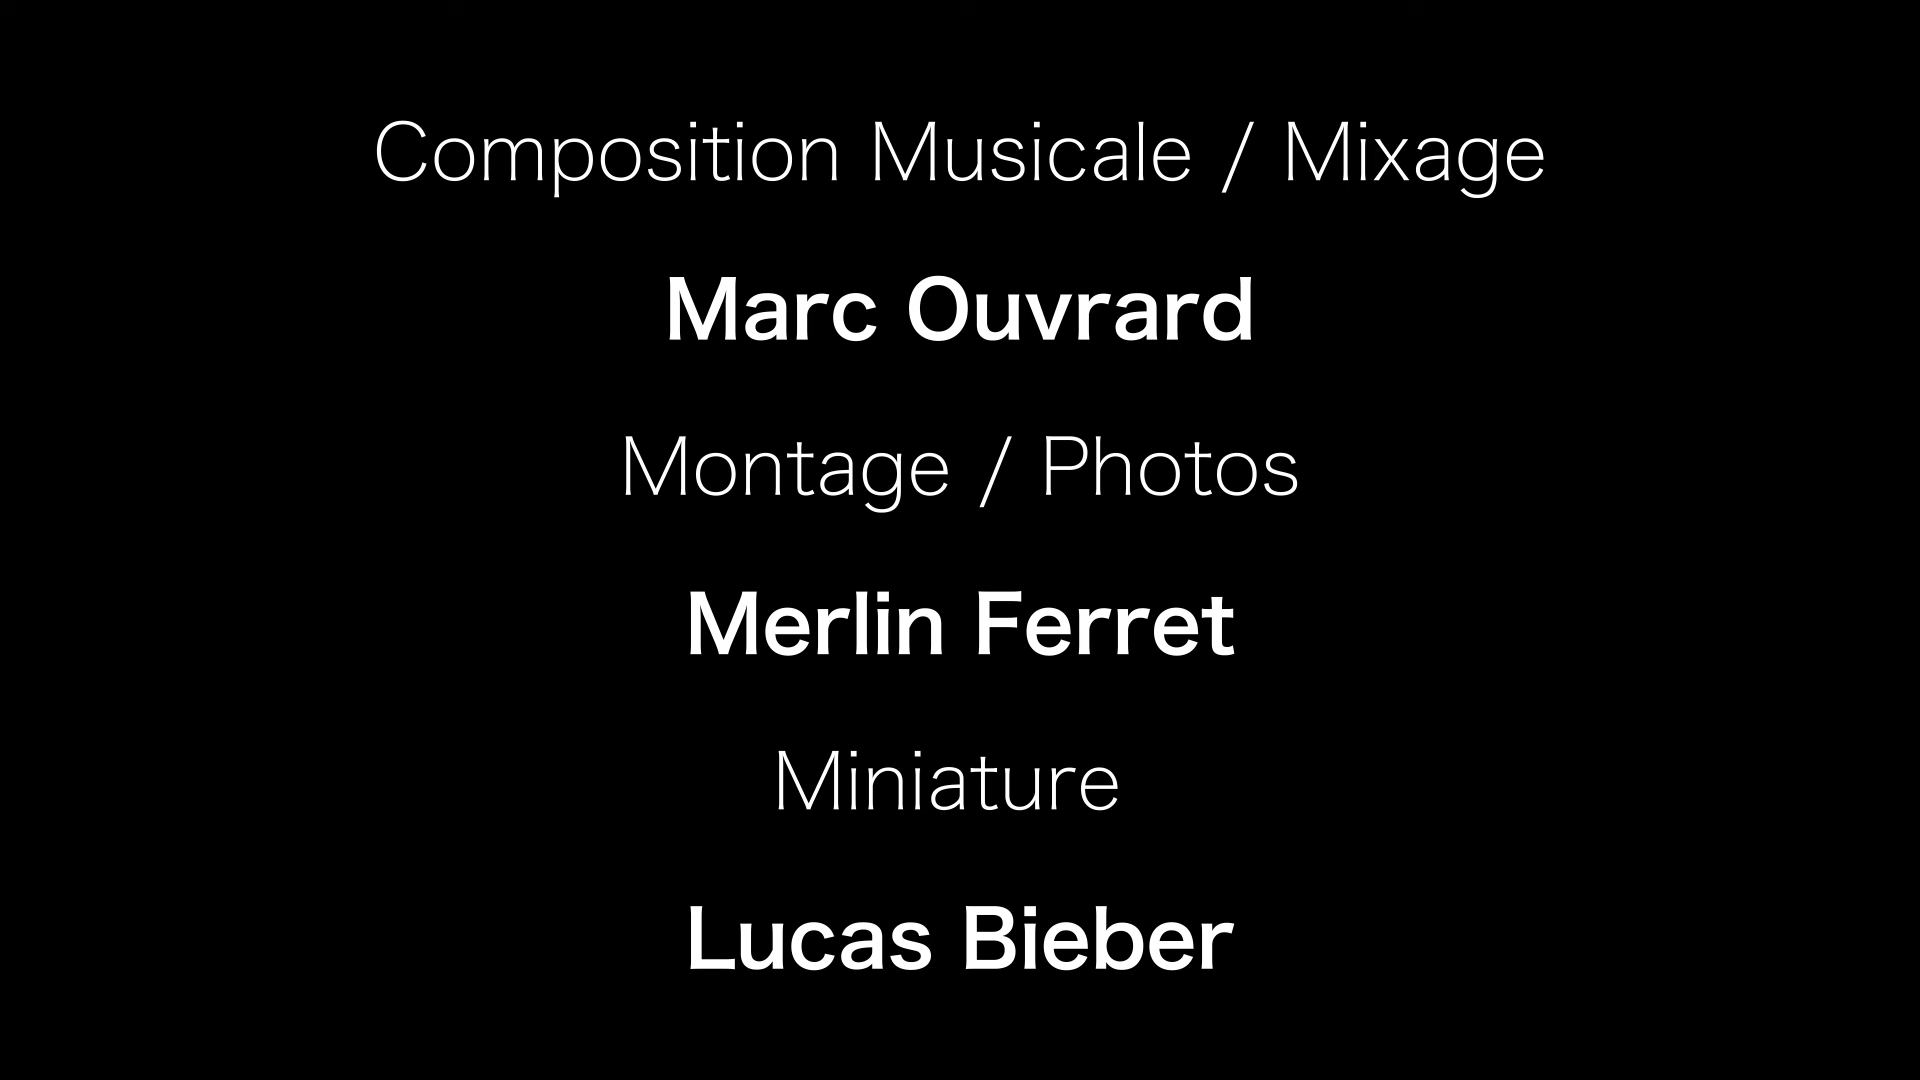 Composition Musicale / Mixage
Marc Ouvrard
Montage / Photos
Merlin Ferret
Miniature
Lucas Bieber